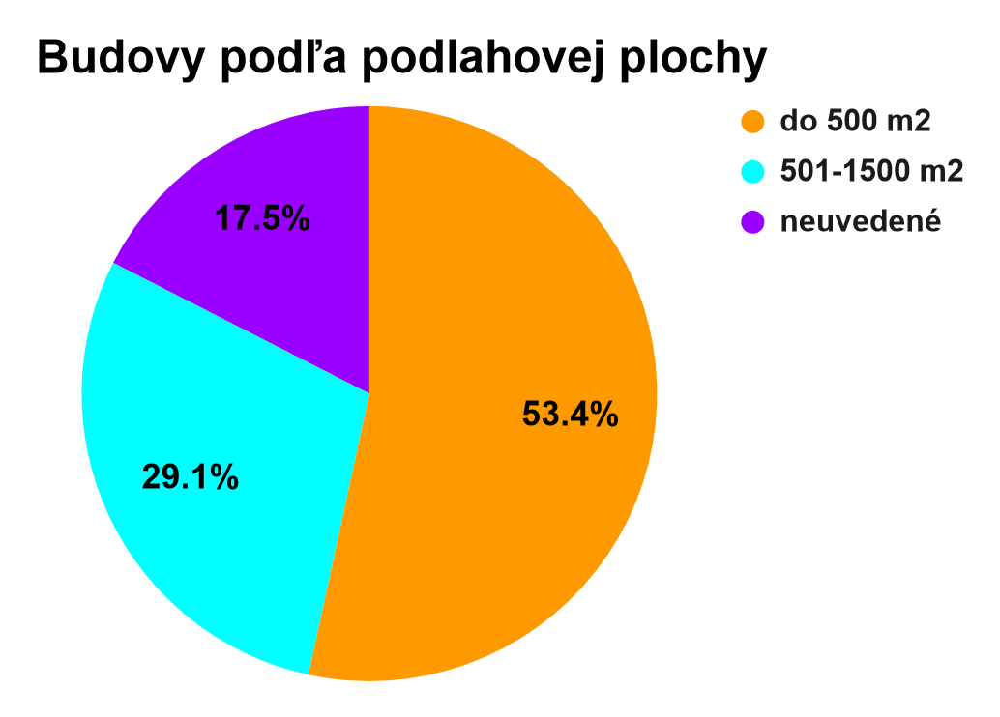 Budovy podľa podlahovej plochy
do 500 m2
501-1500 m2
neuvedené
17.5%
53.4%
29.1%